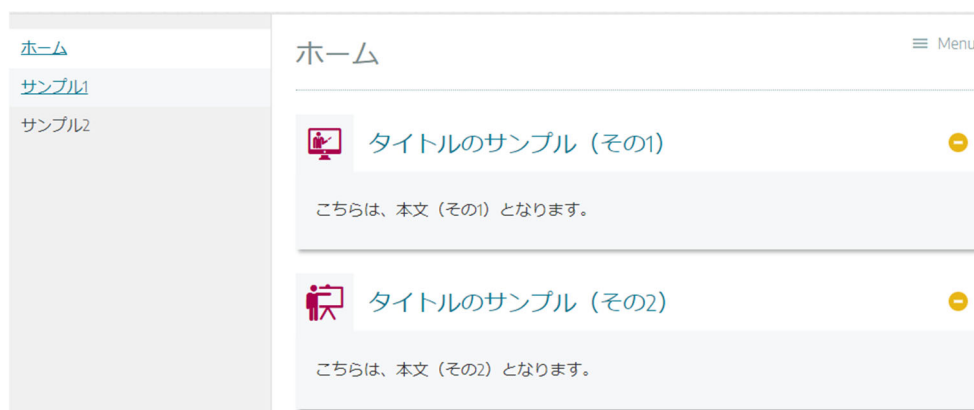 ホーム
サンプル1
サンプル2
ホーム
Menu
タイトルのサンプル（その1）
こちらは、本文（その1）となります。
タイトルのサンプル（その2）
こちらは、本文（その2）となります。